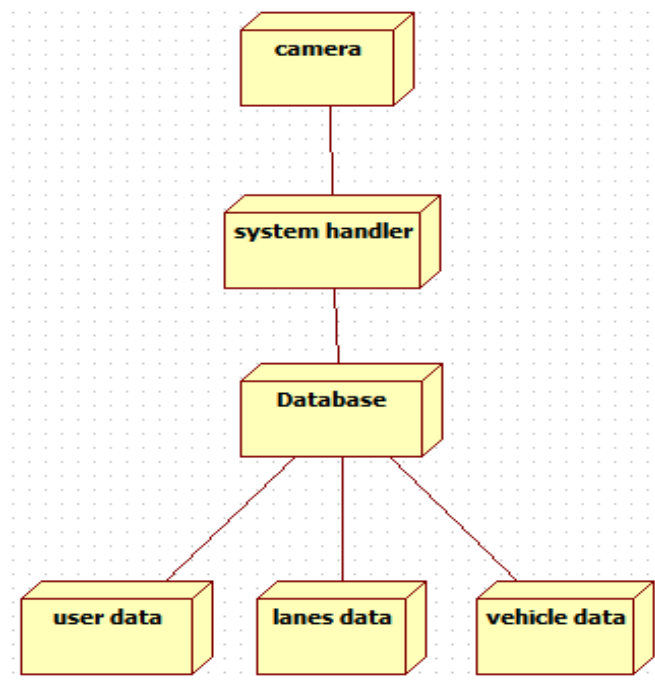 camera
system handler
Database
user data
lanes data
vehicle data